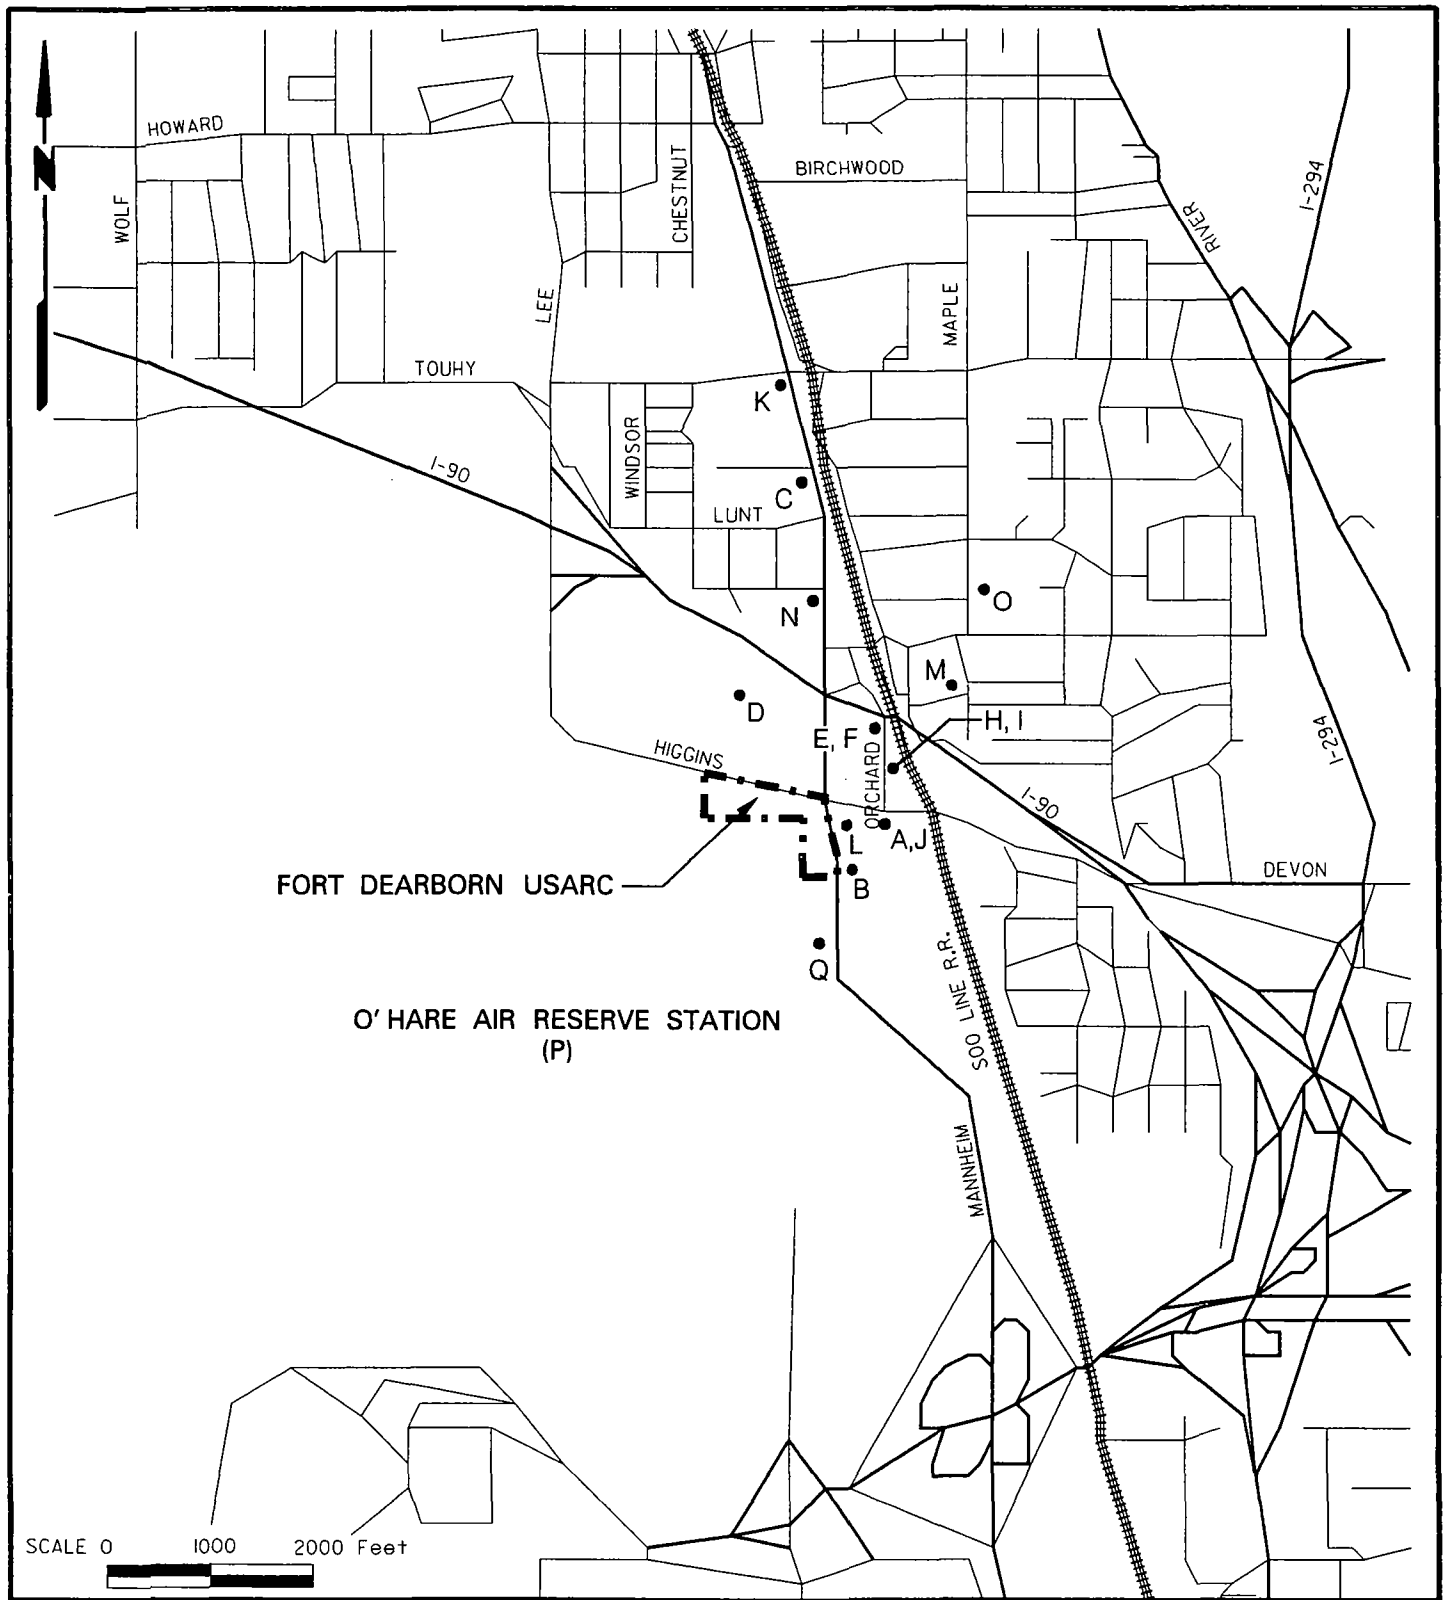 HOWARD
N
WOLF
CHESTNUT
BIRCHWOOD
I-294
RIVER
LEE
MAPLE
TOUHY
K
WINDSOR
I-90
C
LUNT
N
O
M
D
E, F
H, I
HIGGINS
ORCHARD
I-294
I-90
L
A,J
FORT DEARBORN USARC
B
DEVON
Q
SOO LINE R.R.
O'HARE AIR RESERVE STATION
(P)
MANNHEIM
SCALE 0 1000 2000 Feet